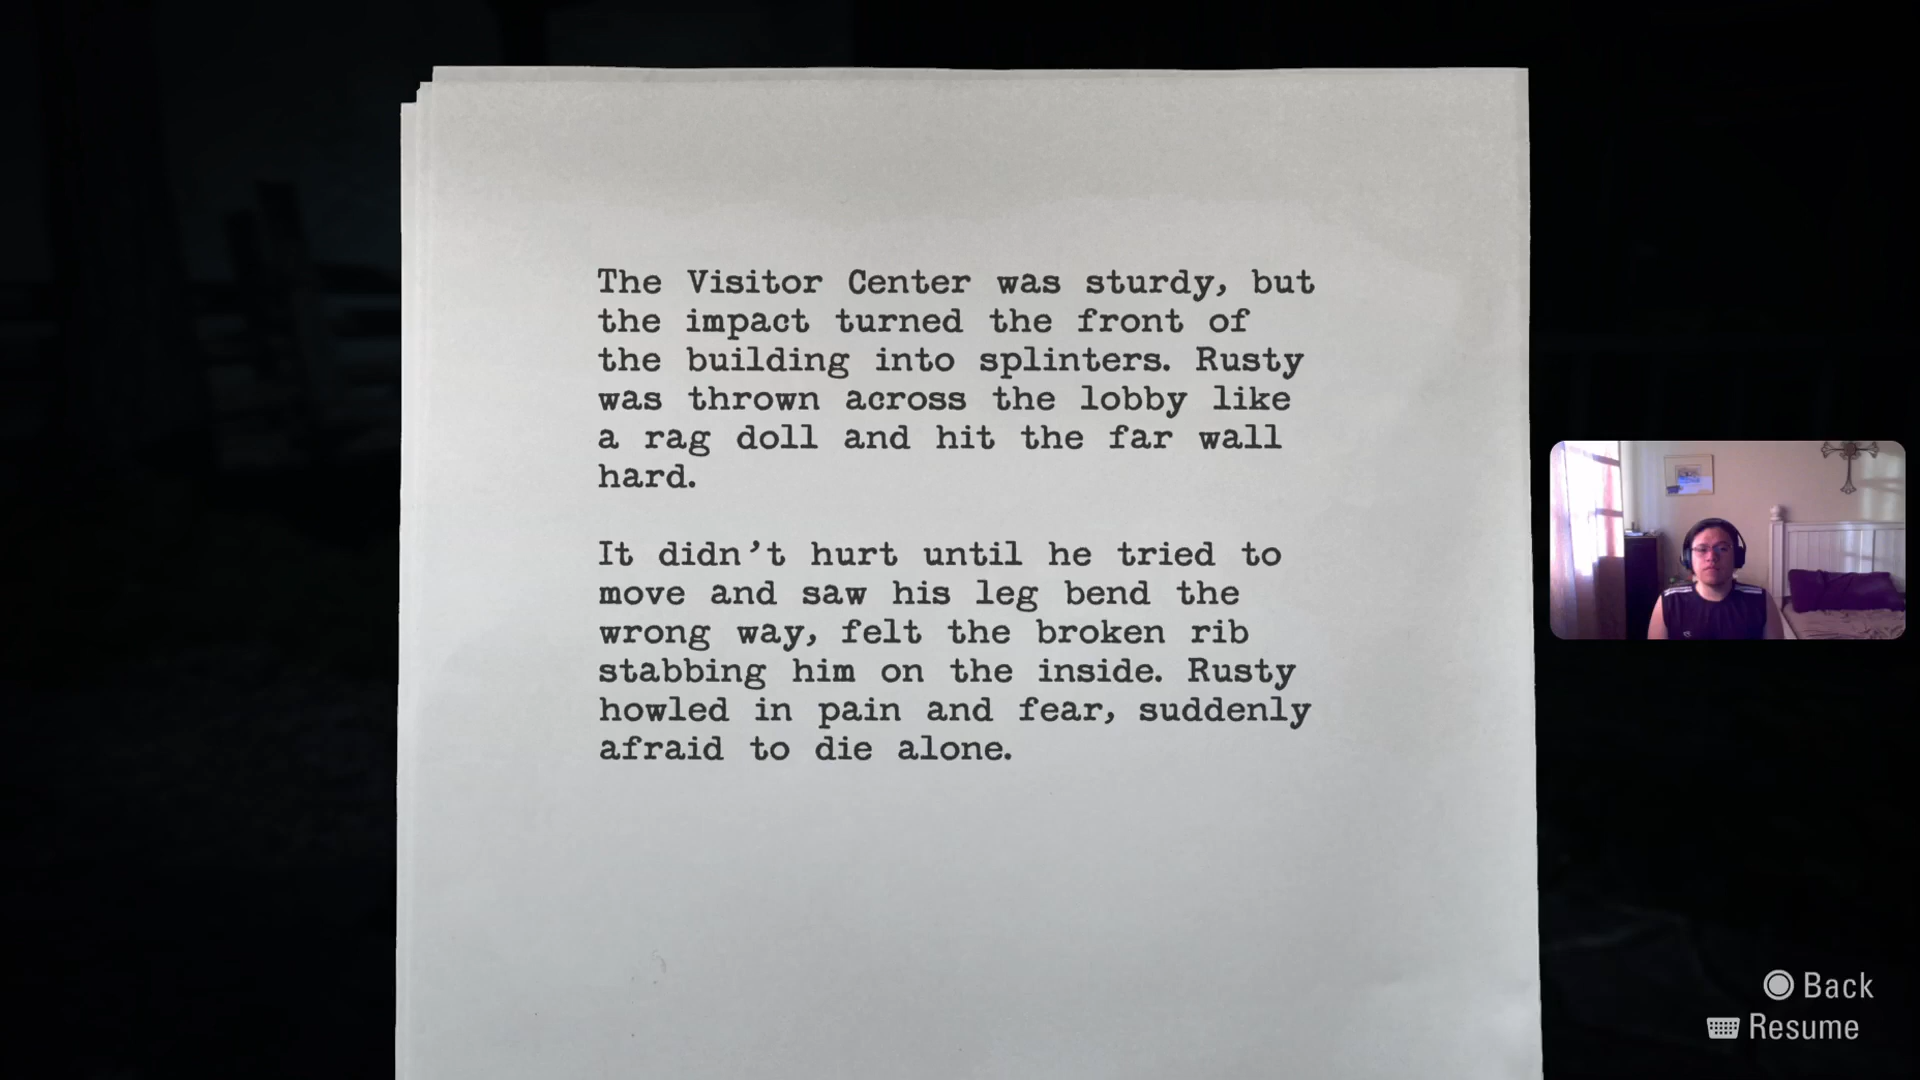 The Visitor Center was sturdy, but
the impact turned the front of
the building into splinters. Rusty
was thrown across the lobby like
a rag doll and hit the far wall
hard.
It didn't hurt until he tried to
move and saw his leg bend the
wrong way, felt the broken rib
stabbing him on the inside. Rusty
howled in pain and fear, suddenly
afraid to die alone.
Back
Resume